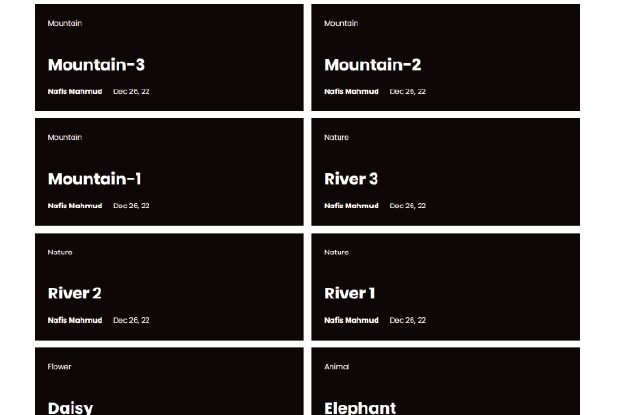 Mountain
Mountain-3
Nafis Mahmud Dec 26, 22
Mountain
Mountain-2
Nafis Mahmud Dec 26, 22
Mountain
Mountain-1
Nafis Mahmud Dec 26, 22
Nature
River 3
Nafis Mahmud Dec 26, 22
Nature
River 2
Nafis Mahmud Dec 26, 22
Nature
River 1
Nafis Mahmud Dec 26, 22
Flower
Daisy
Animal
Elephant